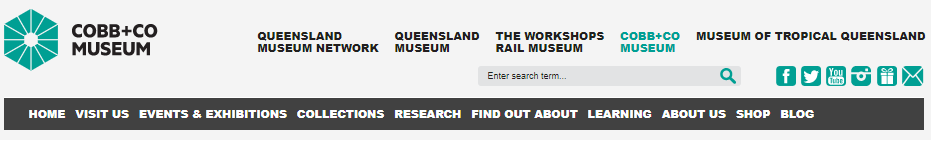 COBB+CO
MUSEUM
QUEENSLAND
MUSEUM NETWORK
QUEENSLAND
MUSEUM
THE WORKSHOPS
RAIL MUSEUM
COBB+CO
MUSEUM
MUSEUM OF TROPICAL QUEENSLAND
Enter search term...
You
Tube
HOME VISIT US EVENTS & EXHIBITIONS COLLECTIONS RESEARCH FIND OUT ABOUT LEARNING ABOUT US SHOP BLOG